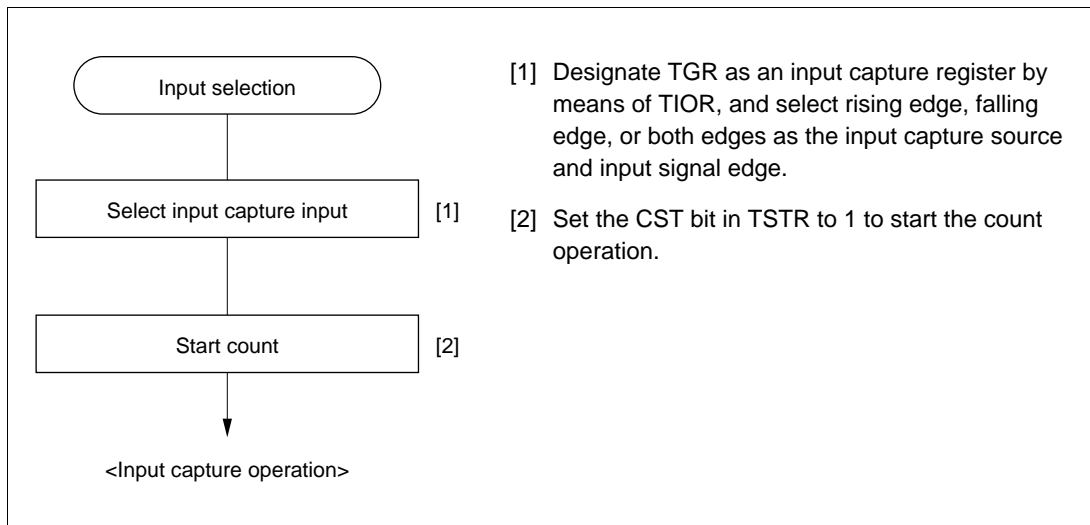 Input selection
Select input capture input [1]
Start count [2]
<Input capture operation>
[1] Designate TGR as an input capture register by
means of TIOR, and select rising edge, falling
edge, or both edges as the input capture source
and input signal edge.
[2] Set the CST bit in TSTR to 1 to start the count
operation.